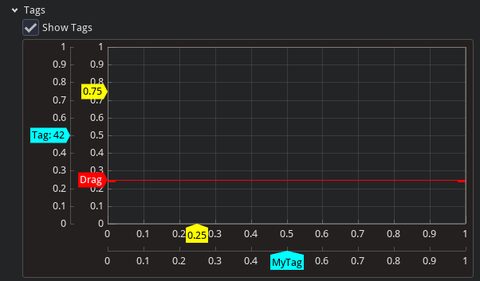 Tags
Show Tags
1 1
0.9 0.9
0.8 0.8
0.75
0.7 0.7
0.6 0.6
Tag: 42 0.5
0.4 0.4
0.3 0.3
Drag
0.2 0.2
0.1 0.1
0 0
0 0.1 0.2 0.25 0.3 0.4 0.5 0.6 0.7 0.8 0.9 1
0 0.1 0.2 0.3 0.4 MyTag 0.6 0.7 0.8 0.9 1